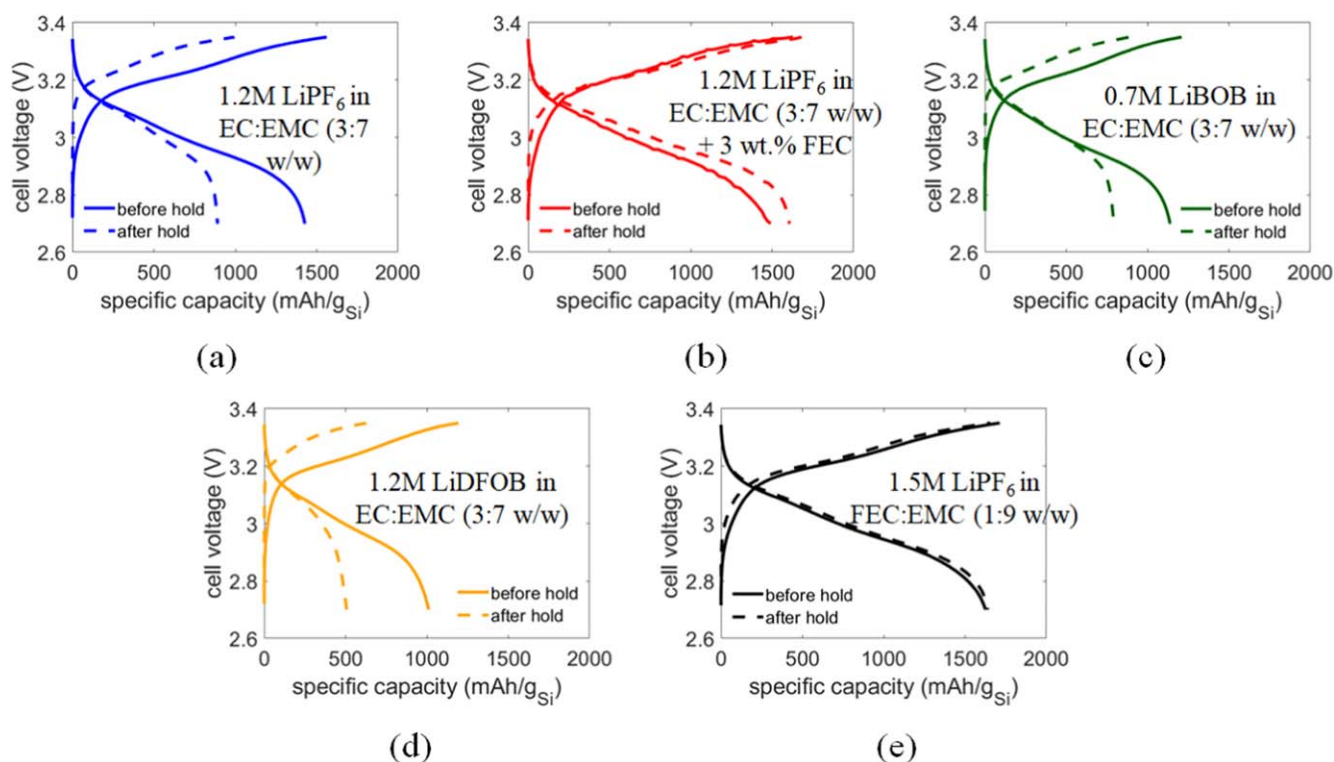 3.4
3.2
3
2.8
2.6
cell voltage (V)
1.2M LiPF6 in
EC:EMC (3:7
w/w)
before hold
after hold
0 500 1000 1500 2000
specific capacity (mAh/gSi)
(a)
3.4
3.2
3
2.8
2.6
cell voltage (V)
1.2M LiPF6 in
EC:EMC (3:7 w/w)
+ 3 wt.% FEC
before hold
after hold
0 500 1000 1500 2000
specific capacity (mAh/gSi)
(b)
3.4
3.2
3
2.8
2.6
cell voltage (V)
0.7M LiBOB in
EC:EMC (3:7 w/w)
before hold
after hold
0 500 1000 1500 2000
specific capacity (mAh/gSi)
(c)
3.4
3.2
3
2.8
2.6
cell voltage (V)
1.2M LiDFOB in
EC:EMC (3:7 w/w)
before hold
after hold
0 500 1000 1500 2000
specific capacity (mAh/gSi)
(d)
3.4
3.2
3
2.8
2.6
cell voltage (V)
1.5M LiPF6 in
FEC:EMC (1:9 w/w)
before hold
after hold
0 500 1000 1500 2000
specific capacity (mAh/gSi)
(e)